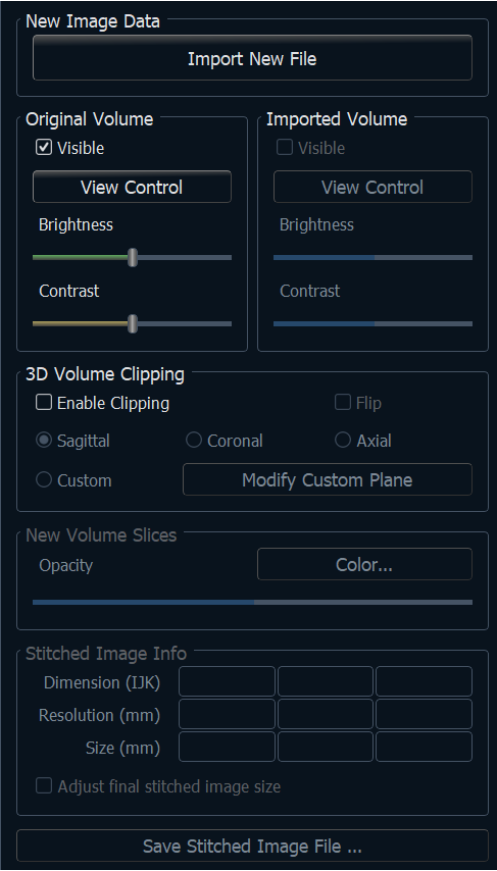 New Image Data
Import New File
Original Volume
Visible
View Control
Brightness
Contrast
Imported Volume
Visible
View Control
Brightness
Contrast
3D Volume Clipping
Enable Clipping
Flip
Sagittal
Coronal
Axial
Custom
Modify Custom Plane
New Volume Slices
Opacity
Color...
Stitched Image Info
Dimension (IJK)
Resolution (mm)
Size (mm)
Adjust final stitched image size
Save Stitched Image File ...